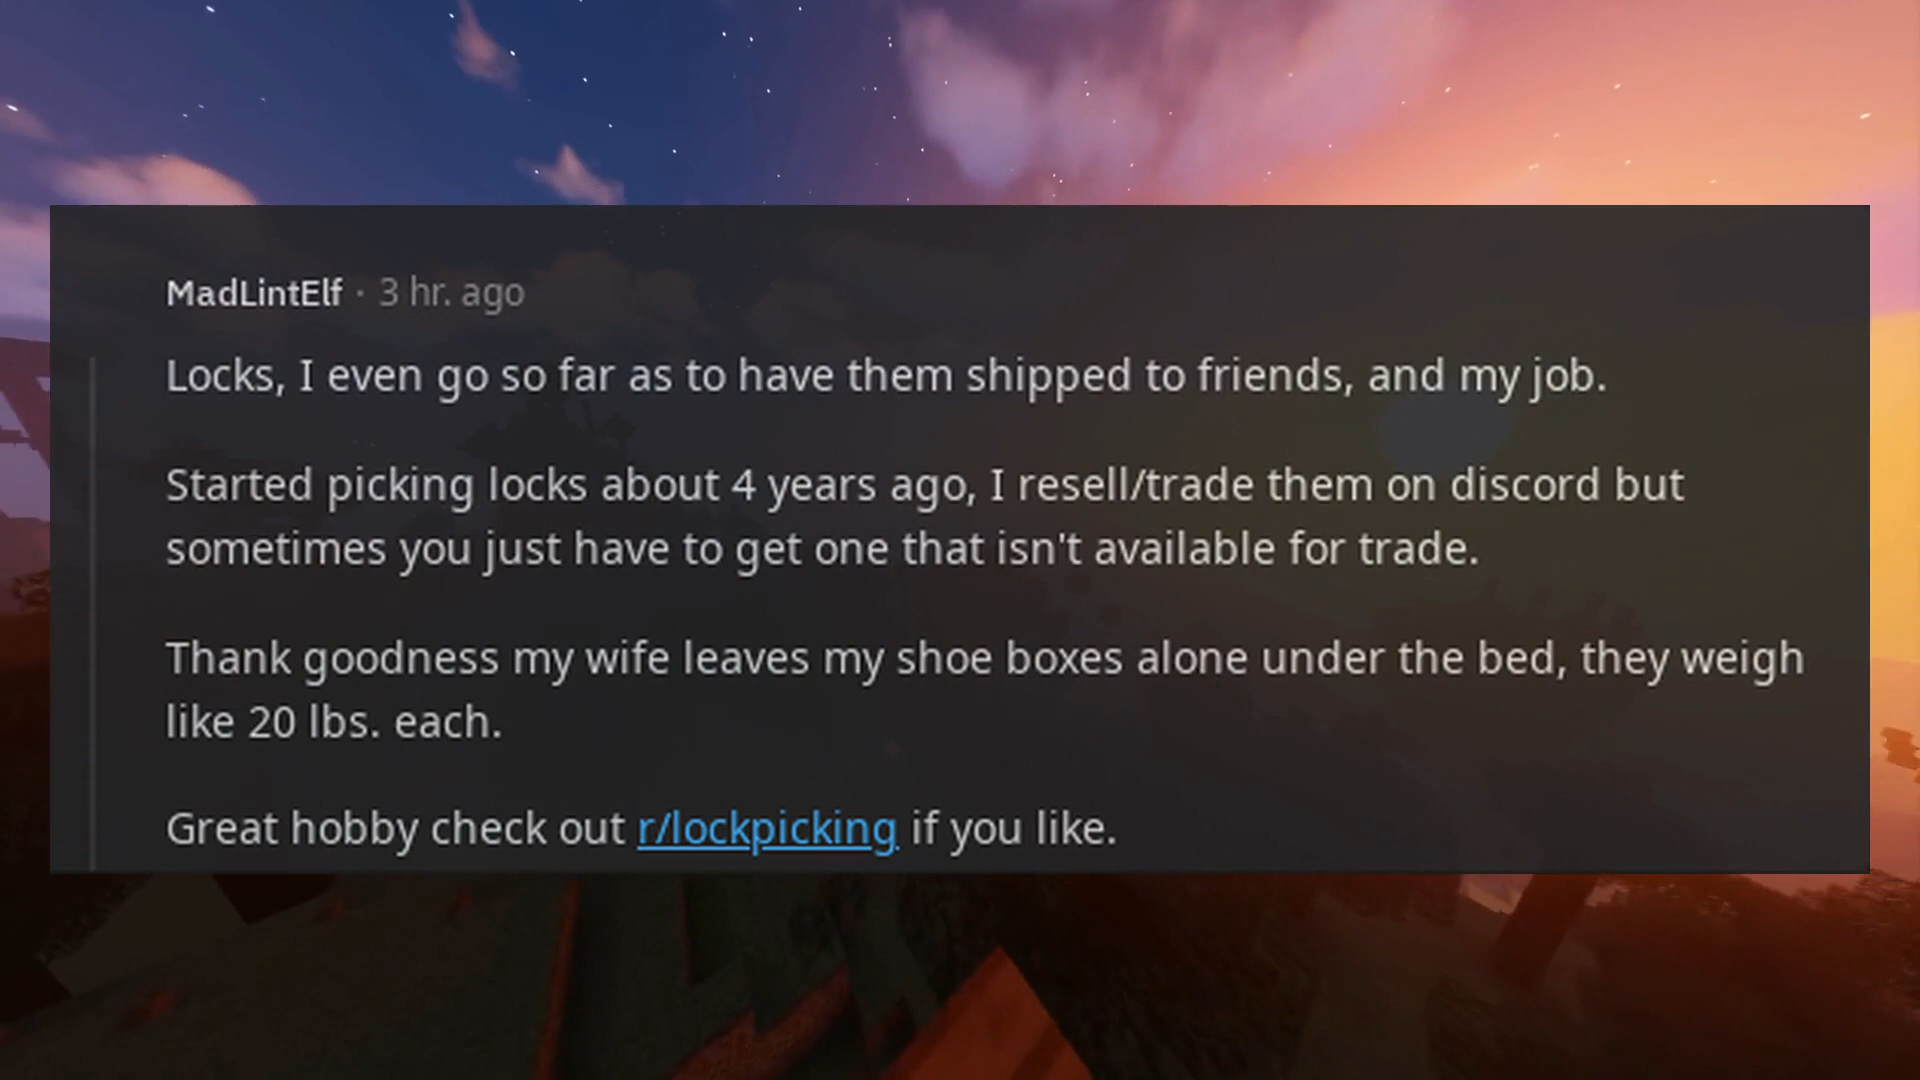 MadLintElf · 3 hr. ago
Locks, I even go so far as to have them shipped to friends, and my job.
Started picking locks about 4 years ago, I resell/trade them on discord but
sometimes you just have to get one that isn't available for trade.
Thank goodness my wife leaves my shoe boxes alone under the bed, they weigh
like 20 lbs. each.
Great hobby check out r/lockpicking if you like.